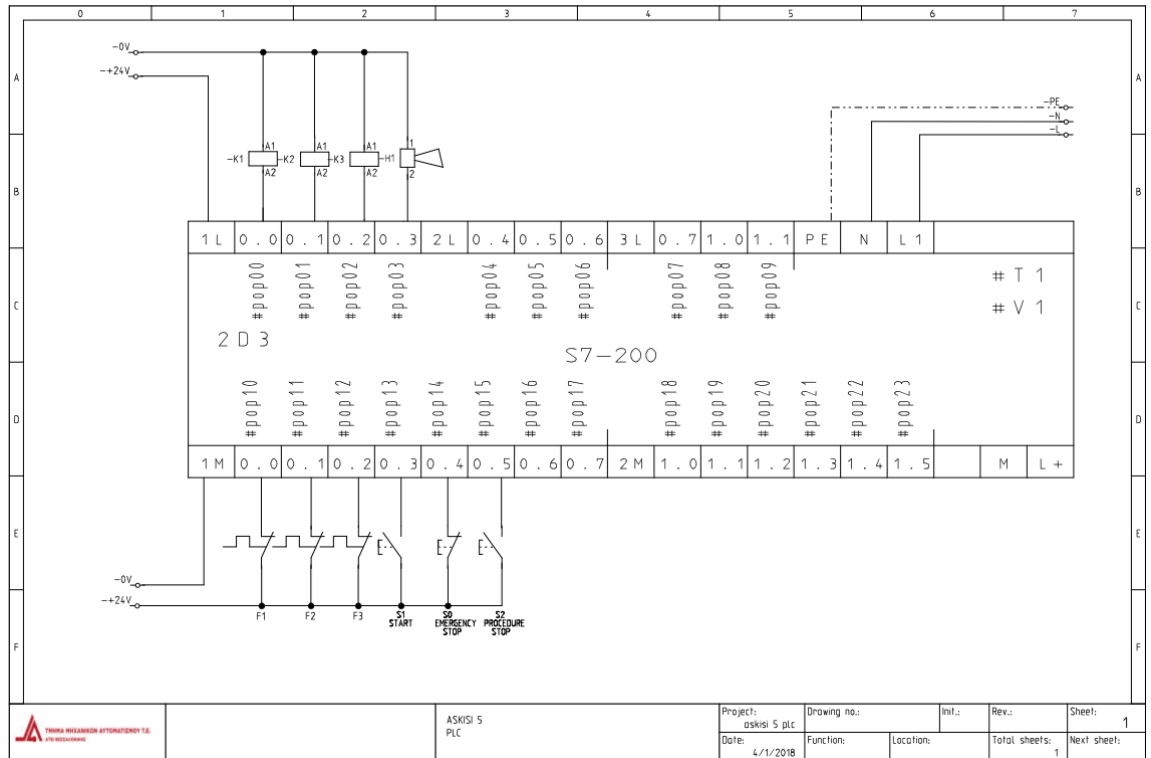 0 1 2 3 4 5 6 7
-0V
-+24V
A A
-PE
-N
-L
A1 A1 A1 1
-K1 -K2 -K3 -H1
A2 A2 A2 2
B B
1L 0.0 0.1 0.2 0.3 2L 0.4 0.5 0.6 3L 0.7 1.0 1.1 PE N L1
#pop00 #pop01 #pop02 #pop03 #pop04 #pop05 #pop06 #pop07 #pop08 #pop09
#T1
#V1
C C
2D3
S7-200
#pop10 #pop11 #pop12 #pop13 #pop14 #pop15 #pop16 #pop17 #pop18 #pop19 #pop20 #pop21 #pop22 #pop23
D D
1M 0.0 0.1 0.2 0.3 0.4 0.5 0.6 0.7 2M 1.0 1.1 1.2 1.3 1.4 1.5 M L+
E E
-0V
-+24V
F1 F2 F3
S1
START
S0
EMERGENCY
STOP
S2
PROCEDURE
STOP
F F
ΤΜΗΜΑ ΜΗΧΑΝΙΚΩΝ ΑΥΤΟΜΑΤΙΣΜΟΥ Τ.Ε.
ΑΤΕΙ ΘΕΣΣΑΛΟΝΙΚΗΣ
ASKISI 5
PLC
Project:
askisi 5 plc
Drawing no.:
Init.:
Rev.:
Sheet:
1
Date:
4/1/2018
Function:
Location:
Total sheets:
1
Next sheet: